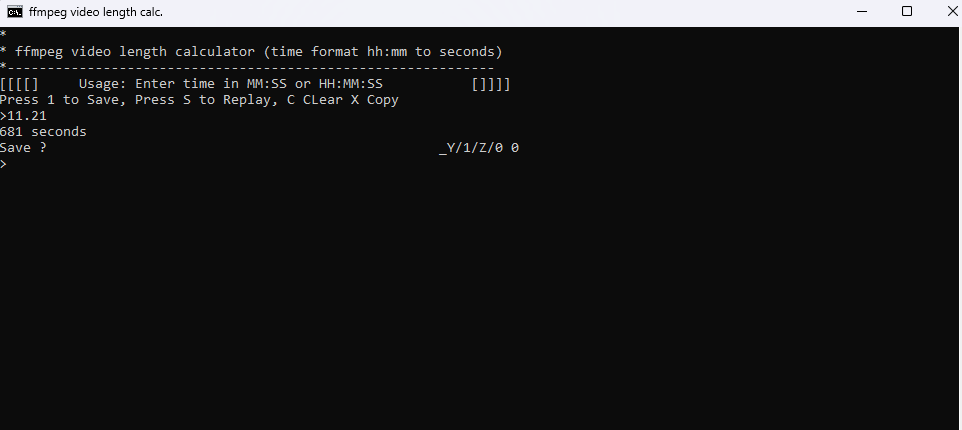 ffmpeg video length calc.
*
* ffmpeg video length calculator (time format hh:mm to seconds)
*-------------------------------------------------------------
[[[[]     Usage: Enter time in MM:SS or HH:MM:SS           []]]]
Press 1 to Save, Press S to Replay, C CLear X Copy
>11.21
681 seconds
Save ?                                                 _Y/1/Z/0 0
>